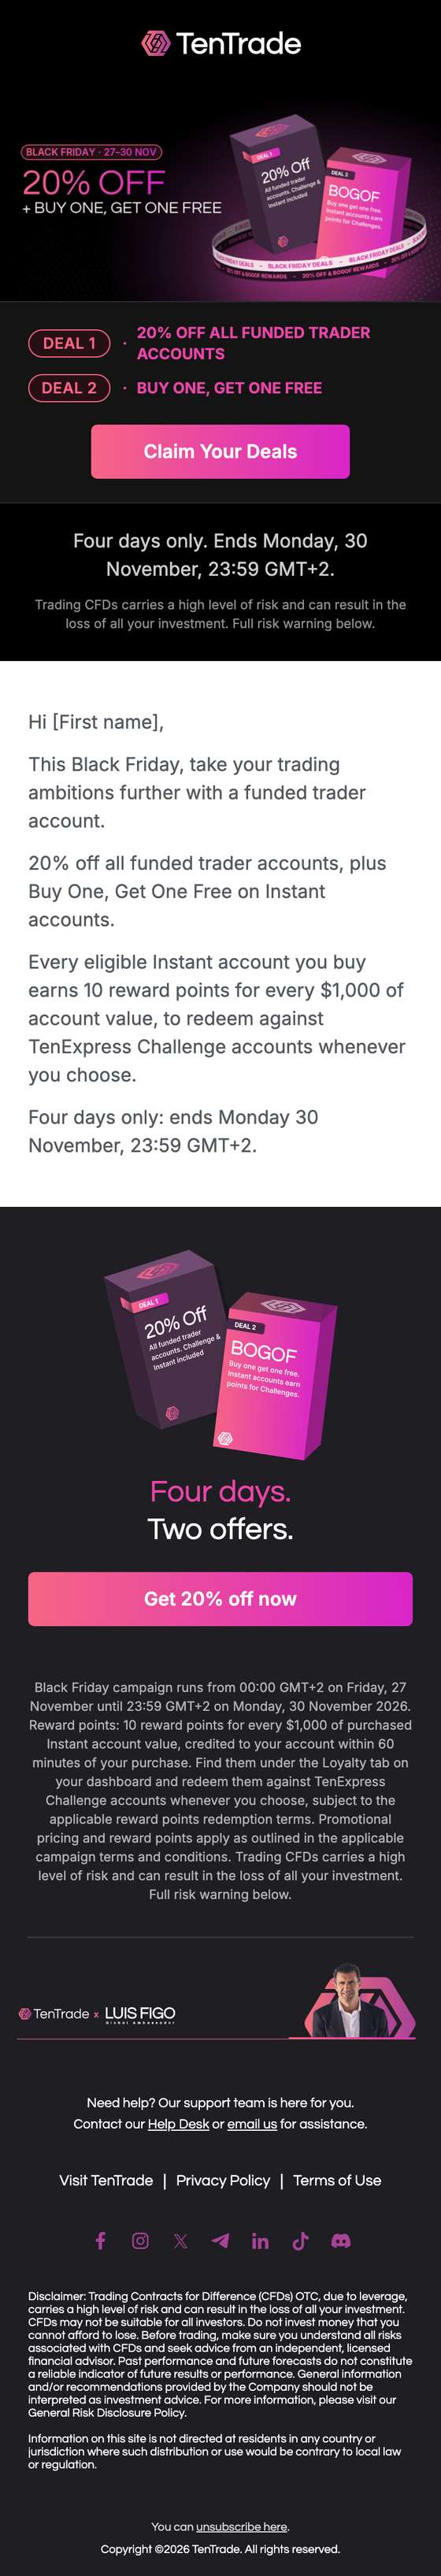 TenTrade
BLACK FRIDAY · 27–30 NOV
20% OFF
+ BUY ONE, GET ONE FREE
DEAL 1
20% Off
All funded trader
accounts, Challenge &
Instant included
DEAL 2
BOGOF
Buy one get one free.
Instant accounts earn
points for Challenges.
BLACK FRIDAY DEALS – BLACK FRIDAY DEALS
20% OFF & BOGOF REWARDS
DEAL 1 · 20% OFF ALL FUNDED TRADER
ACCOUNTS
DEAL 2 · BUY ONE, GET ONE FREE
Claim Your Deals
Four days only. Ends Monday, 30
November, 23:59 GMT+2.
Trading CFDs carries a high level of risk and can result in the
loss of all your investment. Full risk warning below.
Hi [First name],
This Black Friday, take your trading
ambitions further with a funded trader
account.
20% off all funded trader accounts, plus
Buy One, Get One Free on Instant
accounts.
Every eligible Instant account you buy
earns 10 reward points for every $1,000 of
account value, to redeem against
TenExpress Challenge accounts whenever
you choose.
Four days only: ends Monday 30
November, 23:59 GMT+2.
DEAL 1
20% Off
All funded trader
accounts. Challenge &
Instant included
DEAL 2
BOGOF
Buy one get one free.
Instant accounts earn
points for Challenges.
Four days.
Two offers.
Get 20% off now
Black Friday campaign runs from 00:00 GMT+2 on Friday, 27
November until 23:59 GMT+2 on Monday, 30 November 2026.
Reward points: 10 reward points for every $1,000 of purchased
Instant account value, credited to your account within 60
minutes of your purchase. Find them under the Loyalty tab on
your dashboard and redeem them against TenExpress
Challenge accounts whenever you choose, subject to the
applicable reward points redemption terms. Promotional
pricing and reward points apply as outlined in the applicable
campaign terms and conditions. Trading CFDs carries a high
level of risk and can result in the loss of all your investment.
Full risk warning below.
TenTrade x LUIS FIGO
Global Ambassador
Need help? Our support team is here for you.
Contact our Help Desk or email us for assistance.
Visit TenTrade | Privacy Policy | Terms of Use
Disclaimer: Trading Contracts for Difference (CFDs) OTC, due to leverage,
carries a high level of risk and can result in the loss of all your investment.
CFDs may not be suitable for all investors. Do not invest money that you
cannot afford to lose. Before trading, make sure you understand all risks
associated with CFDs and seek advice from an independent, licensed
financial advisor. Past performance and future forecasts do not constitute
a reliable indicator of future results or performance. General information
and/or recommendations provided by the Company should not be
interpreted as investment advice. For more information, please visit our
General Risk Disclosure Policy.
Information on this site is not directed at residents in any country or
jurisdiction where such distribution or use would be contrary to local law
or regulation.
You can unsubscribe here.
Copyright ©2026 TenTrade. All rights reserved.